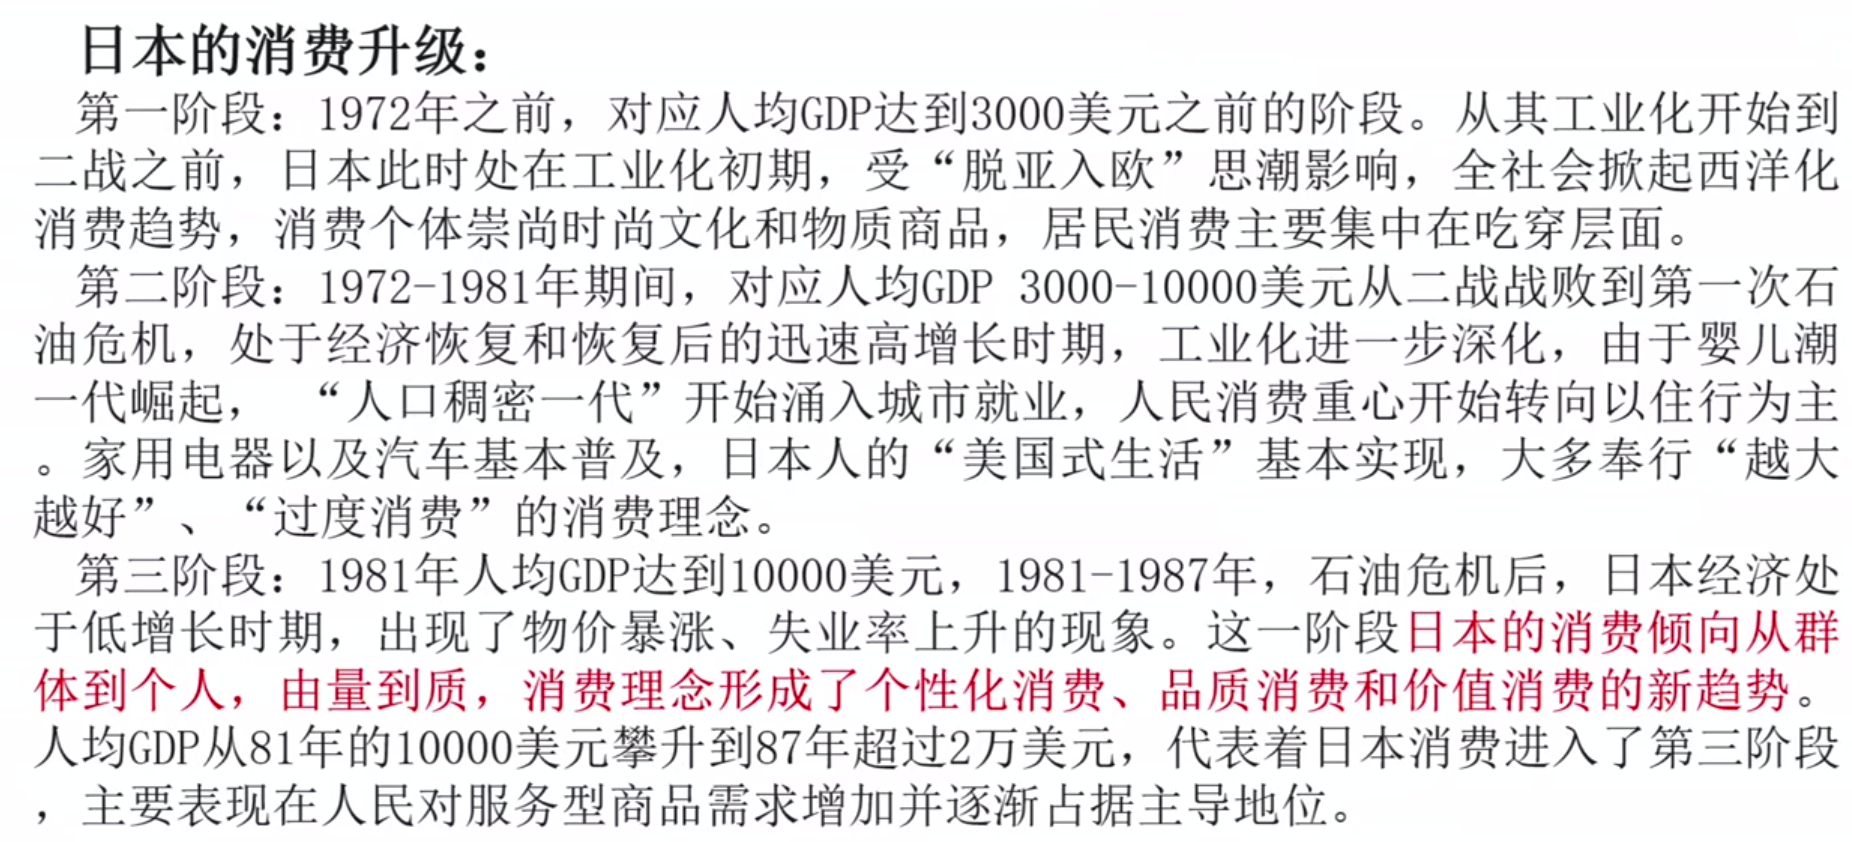 日本的消费升级：
第一阶段：1972年之前，对应人均GDP达到3000美元之前的阶段。从其工业化开始到
二战之前，日本此时处在工业化初期，受“脱亚入欧”思潮影响，全社会掀起西洋化
消费趋势，消费个体崇尚时尚文化和物质商品，居民消费主要集中在吃穿层面。
第二阶段：1972-1981年期间，对应人均GDP 3000-10000美元从二战战败到第一次石
油危机，处于经济恢复和恢复后的迅速高增长时期，工业化进一步深化，由于婴儿潮
一代崛起， “人口稠密一代”开始涌入城市就业，人民消费重心开始转向以住行为主
。家用电器以及汽车基本普及，日本人的“美国式生活”基本实现，大多奉行“越大
越好”、“过度消费”的消费理念。
第三阶段：1981年人均GDP达到10000美元，1981-1987年，石油危机后，日本经济处
于低增长时期，出现了物价暴涨、失业率上升的现象。这一阶段日本的消费倾向从群
体到个人，由量到质，消费理念形成了个性化消费、品质消费和价值消费的新趋势。
人均GDP从81年的10000美元攀升到87年超过2万美元，代表着日本消费进入了第三阶段
，主要表现在人民对服务型商品需求增加并逐渐占据主导地位。